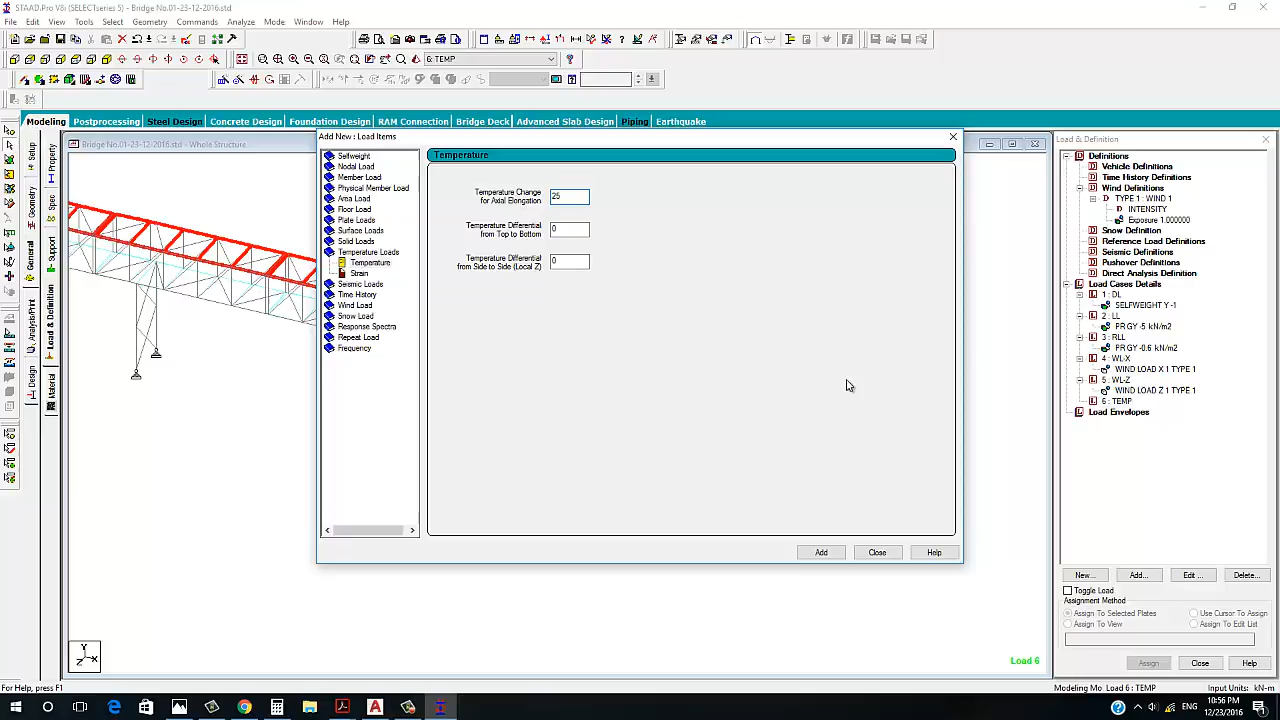 STAAD.Pro V8i (SELECTseries 5) - Bridge No.01-23-12-2016.std
File Edit View Tools Select Geometry Commands Analyze Mode Window Help
6: TEMP
Modeling Postprocessing Steel Design Concrete Design Foundation Design RAM Connection Bridge Deck Advanced Slab Design Piping Earthquake
Bridge No.01-23-12-2016.std - Whole Structure
Setup
Geometry
General
Analysis/Print
Design
Property
Spec
Support
Load & Definition
Material
Add New : Load Items
Selfweight
Nodal Load
Member Load
Physical Member Load
Area Load
Floor Load
Plate Loads
Surface Loads
Solid Loads
Temperature Loads
Temperature
Strain
Seismic Loads
Time History
Wind Load
Snow Load
Response Spectra
Repeat Load
Frequency
Temperature
Temperature Change
for Axial Elongation
25
Temperature Differential
from Top to Bottom
0
Temperature Differential
from Side to Side (Local Z)
0
Add Close Help
Load & Definition
Definitions
Vehicle Definitions
Time History Definitions
Wind Definitions
TYPE 1 : WIND 1
INTENSITY
Exposure 1.000000
Snow Definition
Reference Load Definitions
Seismic Definitions
Pushover Definitions
Direct Analysis Definition
Load Cases Details
1 : DL
SELFWEIGHT Y -1
2 : LL
PR GY -5 kN/m2
3 : RLL
PR GY -0.6 kN/m2
4 : WL-X
WIND LOAD X 1 TYPE 1
5 : WL-Z
WIND LOAD Z 1 TYPE 1
6 : TEMP
Load Envelopes
New... Add... Edit ... Delete...
Toggle Load
Assignment Method
Assign To Selected Plates Use Cursor To Assign
Assign To View Assign To Edit List
Assign Close Help
Y
Z X
Load 6
For Help, press F1
Modeling Mo Load 6 : TEMP Input Units: kN-m
ENG
10:56 PM
12/23/2016